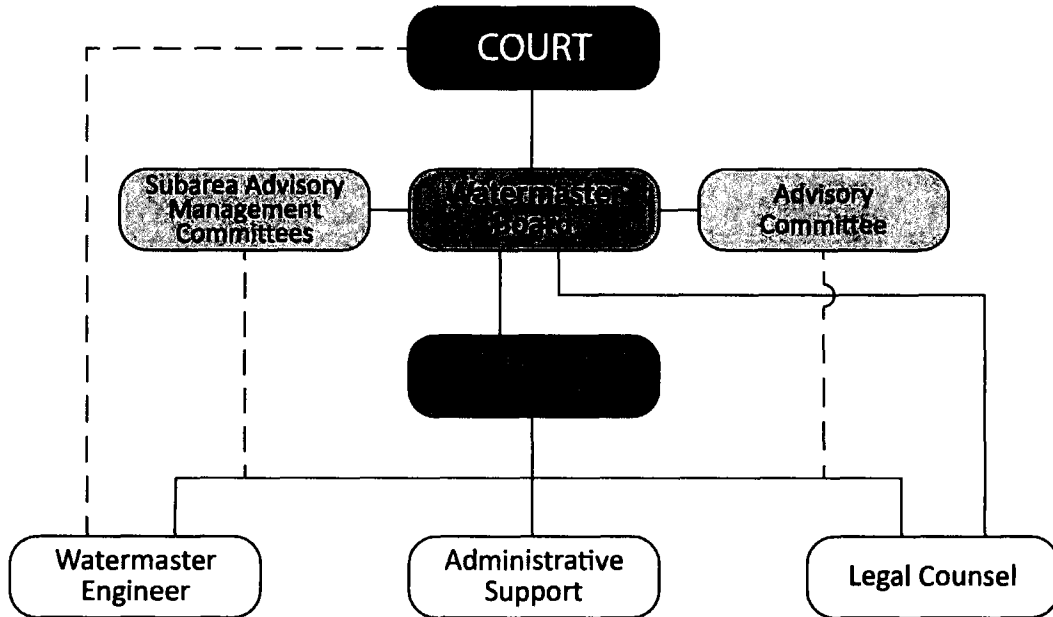 COURT
Subarea Advisory
Management
Committees
Watermaster
Board
Advisory
Committee
Watermaster
Engineer
Administrative
Support
Legal Counsel